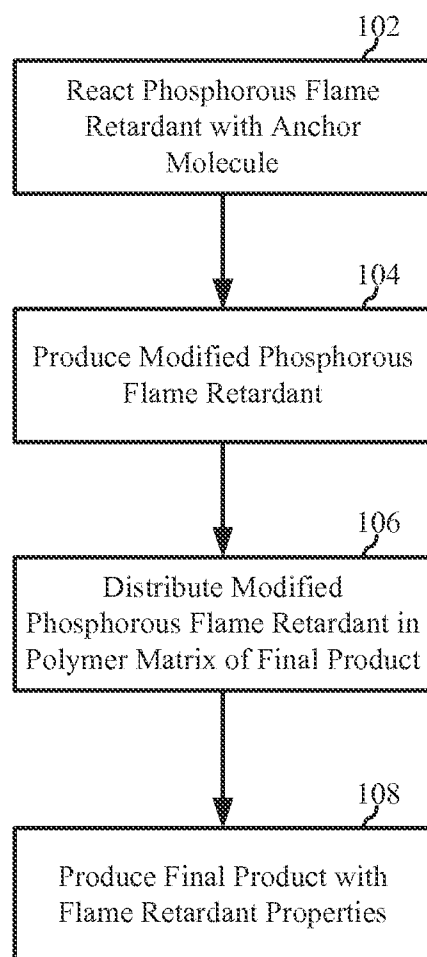 102
React Phosphorous Flame
Retardant with Anchor
Molecule
104
Produce Modified Phosphorous
Flame Retardant
106
Distribute Modified
Phosphorous Flame Retardant in
Polymer Matrix of Final Product
108
Produce Final Product with
Flame Retardant Properties